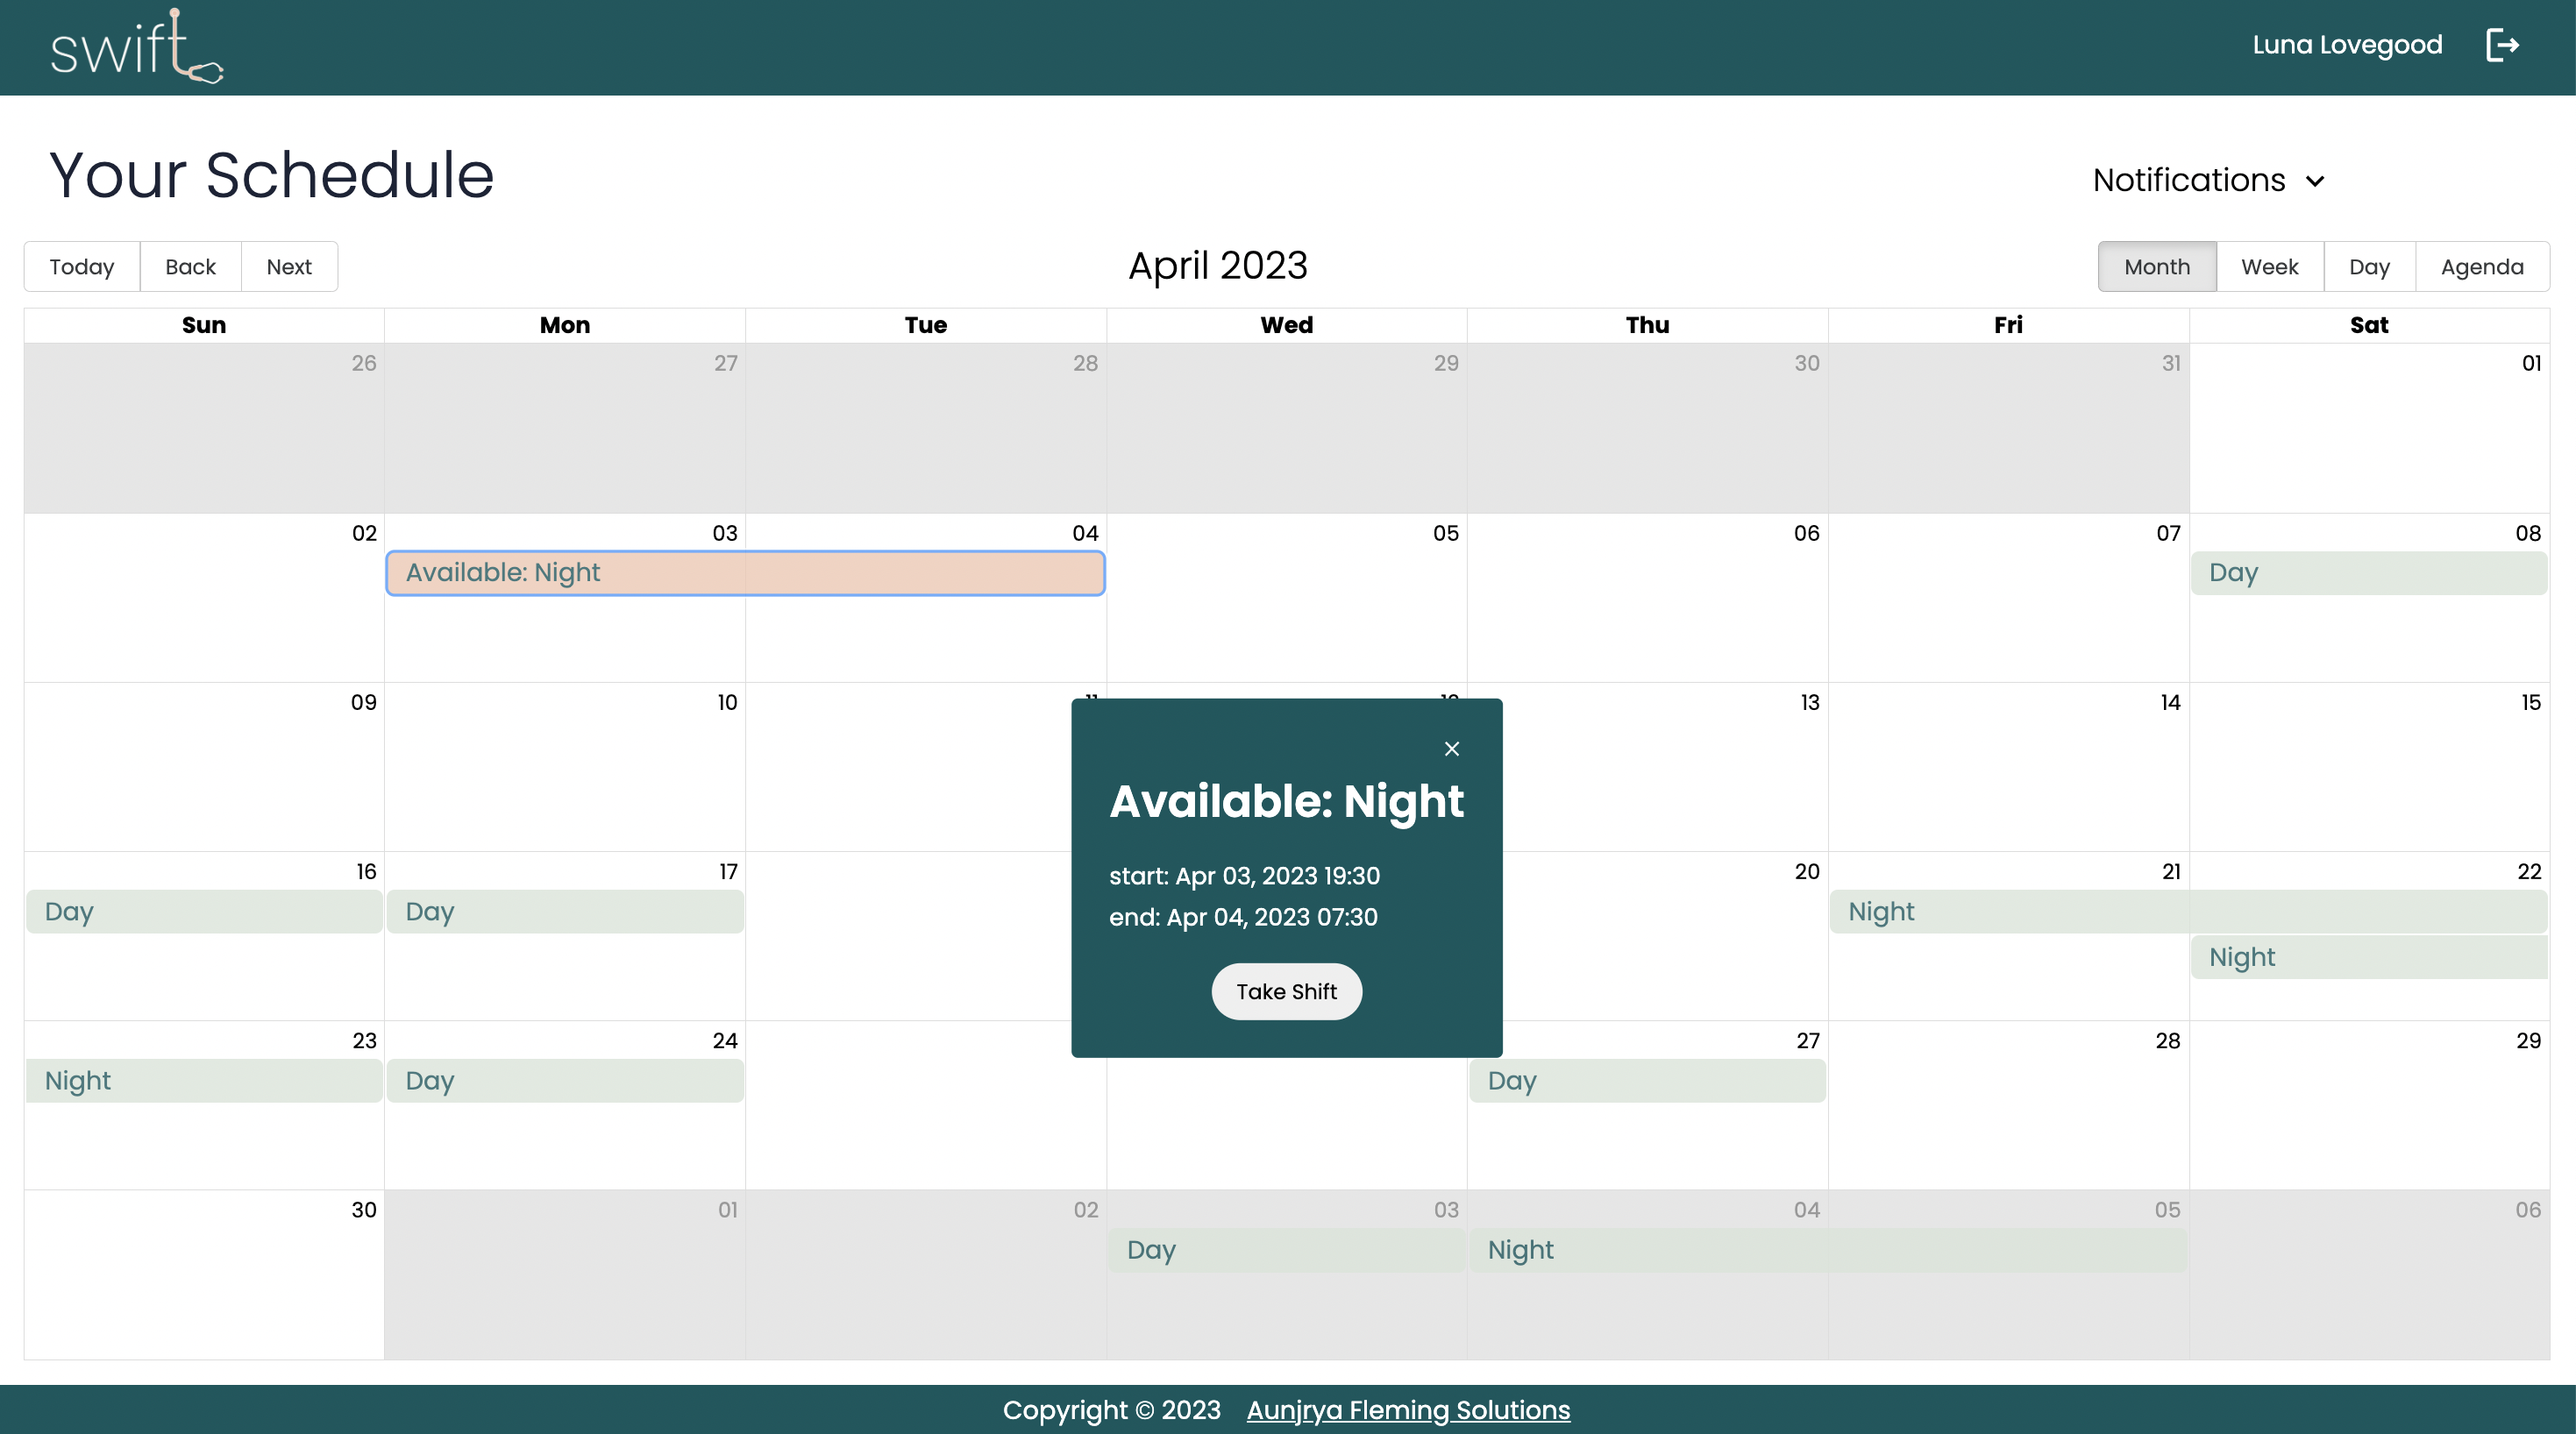 swift
Luna Lovegood
Your Schedule
Notifications
Today Back Next
April 2023
Month Week Day Agenda
Sun Mon Tue Wed Thu Fri Sat
26 27 28 29 30 31 01
02 03 04 05 06 07 08
Available: Night Day
09 10 13 14 15
Available: Night
start: Apr 03, 2023 19:30
end: Apr 04, 2023 07:30
Take Shift
16 17 20 21 22
Day Day Night
Night
23 24 27 28 29
Night Day Day
30 01 02 03 04 05 06
Day Night
Copyright © 2023 Aunjrya Fleming Solutions